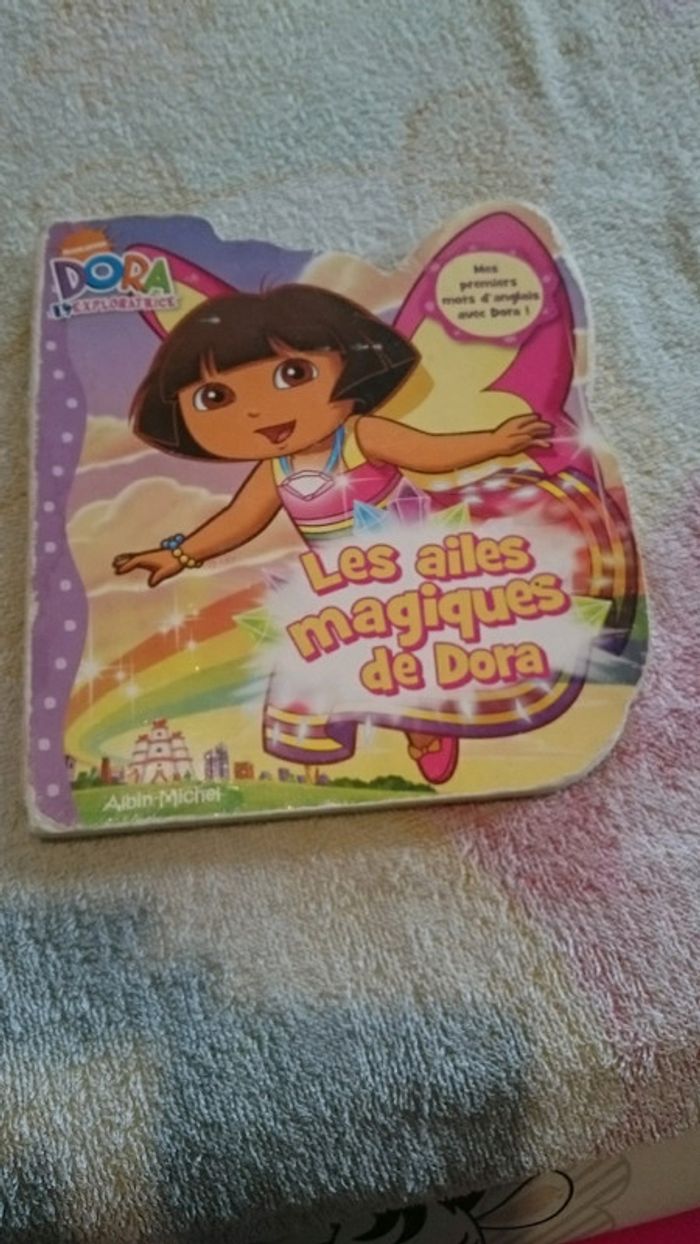 DORA
L'EXPLORATRICE
Mes
premiers
mots d'anglais
avec Dora !
Les ailes
magiques
de Dora
Albin Michel